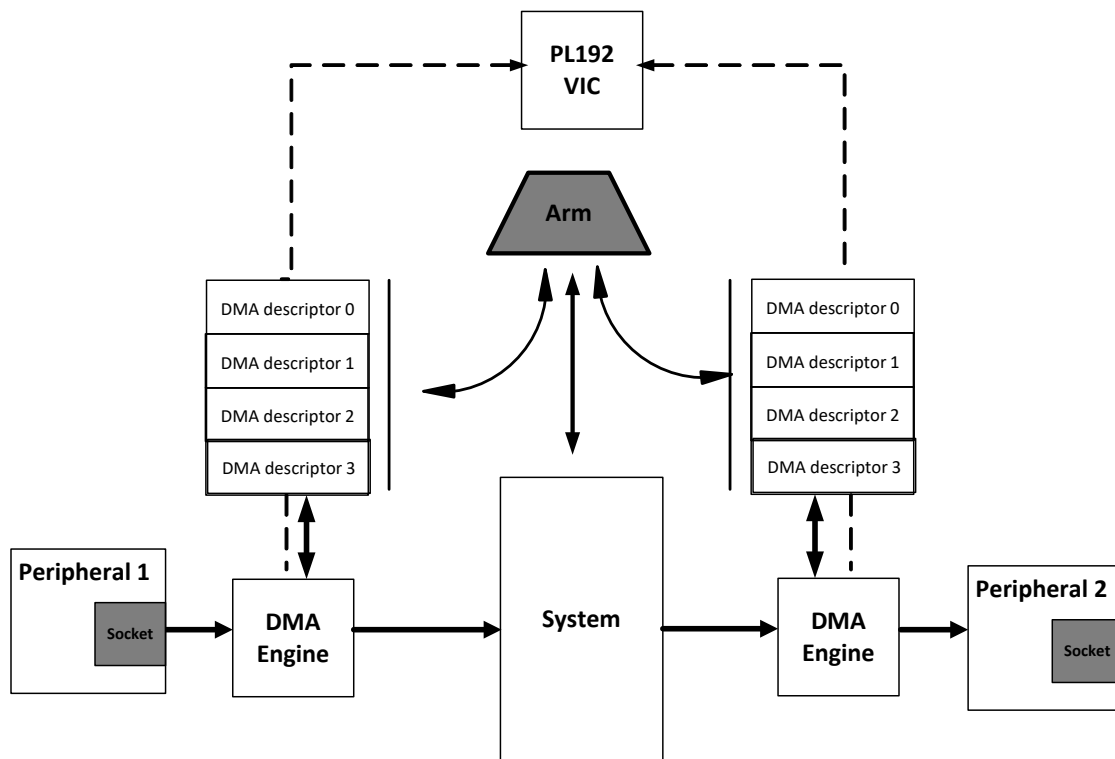 PL192
VIC
Arm
DMA descriptor 0
DMA descriptor 1
DMA descriptor 2
DMA descriptor 3
DMA descriptor 0
DMA descriptor 1
DMA descriptor 2
DMA descriptor 3
Peripheral 1
Socket
DMA
Engine
System
DMA
Engine
Peripheral 2
Socket